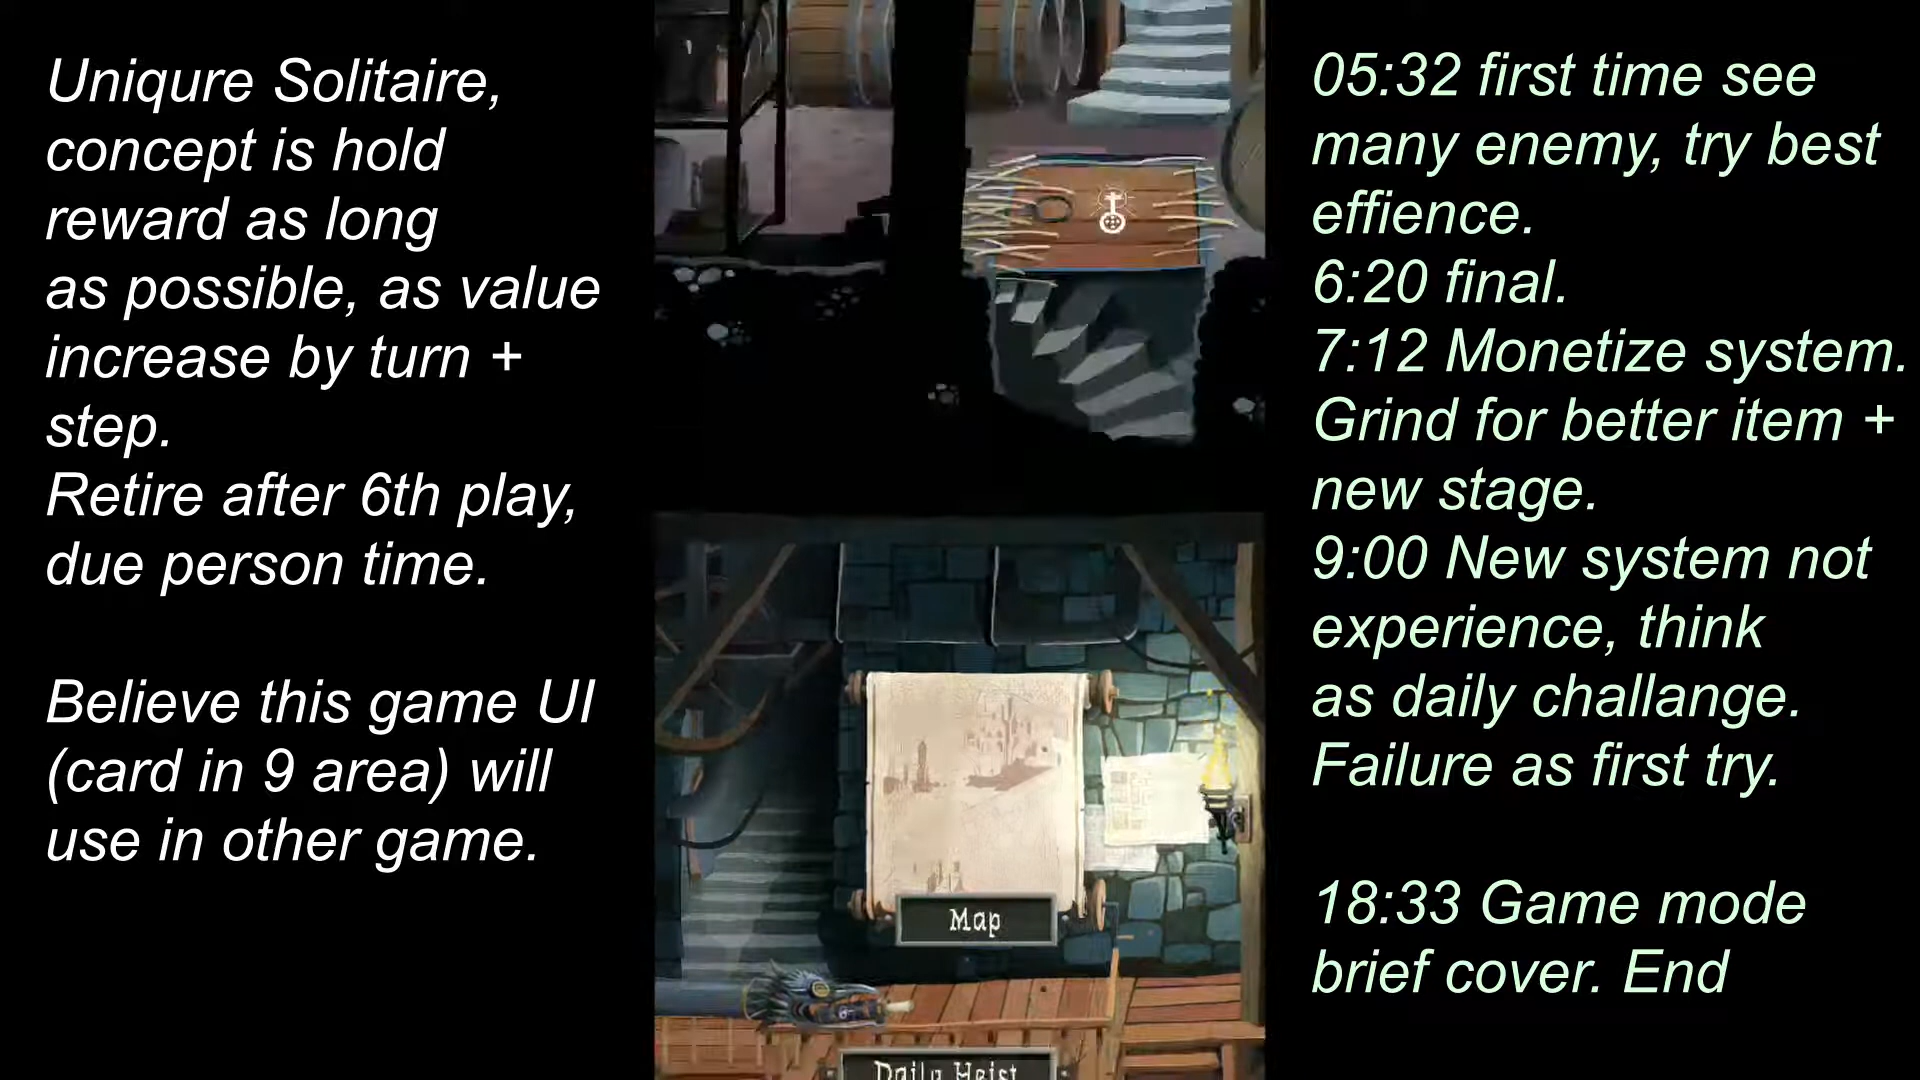 Uniqure Solitaire,
concept is hold
reward as long
as possible, as value
increase by turn +
step.
Retire after 6th play,
due person time.
Believe this game UI
(card in 9 area) will
use in other game.
Map
Daily Heist
05:32 first time see
many enemy, try best
effience.
6:20 final.
7:12 Monetize system.
Grind for better item +
new stage.
9:00 New system not
experience, think
as daily challange.
Failure as first try.
18:33 Game mode
brief cover. End